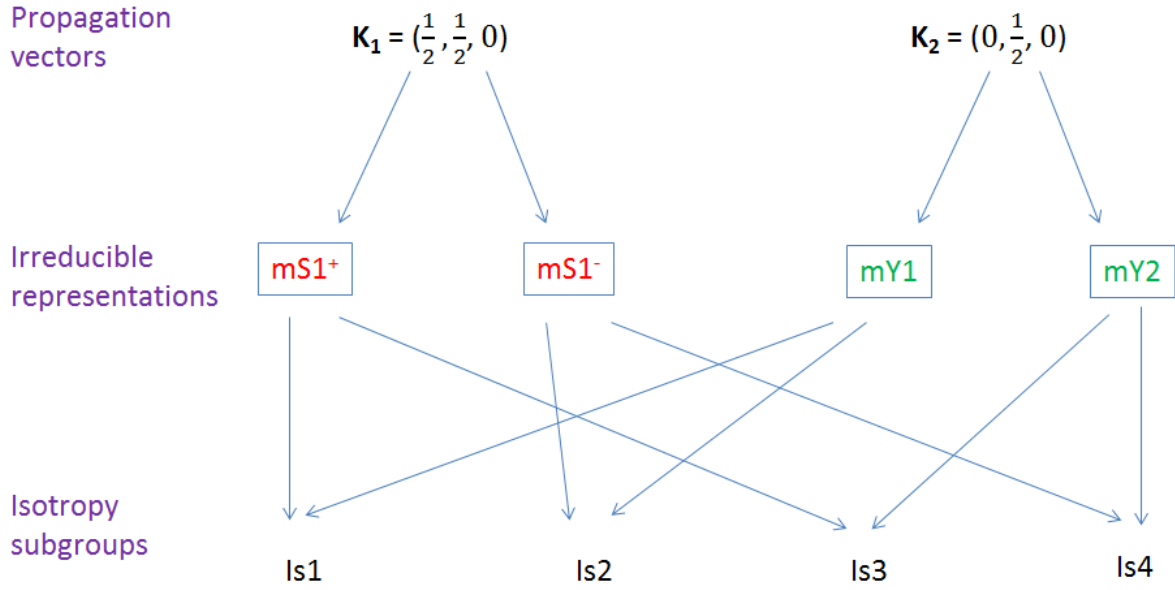 Propagation
vectors
K₁ = (1/2, 1/2, 0)
K₂ = (0, 1/2, 0)
Irreducible
representations
mS1⁺
mS1⁻
mY1
mY2
Isotropy
subgroups
Is1
Is2
Is3
Is4